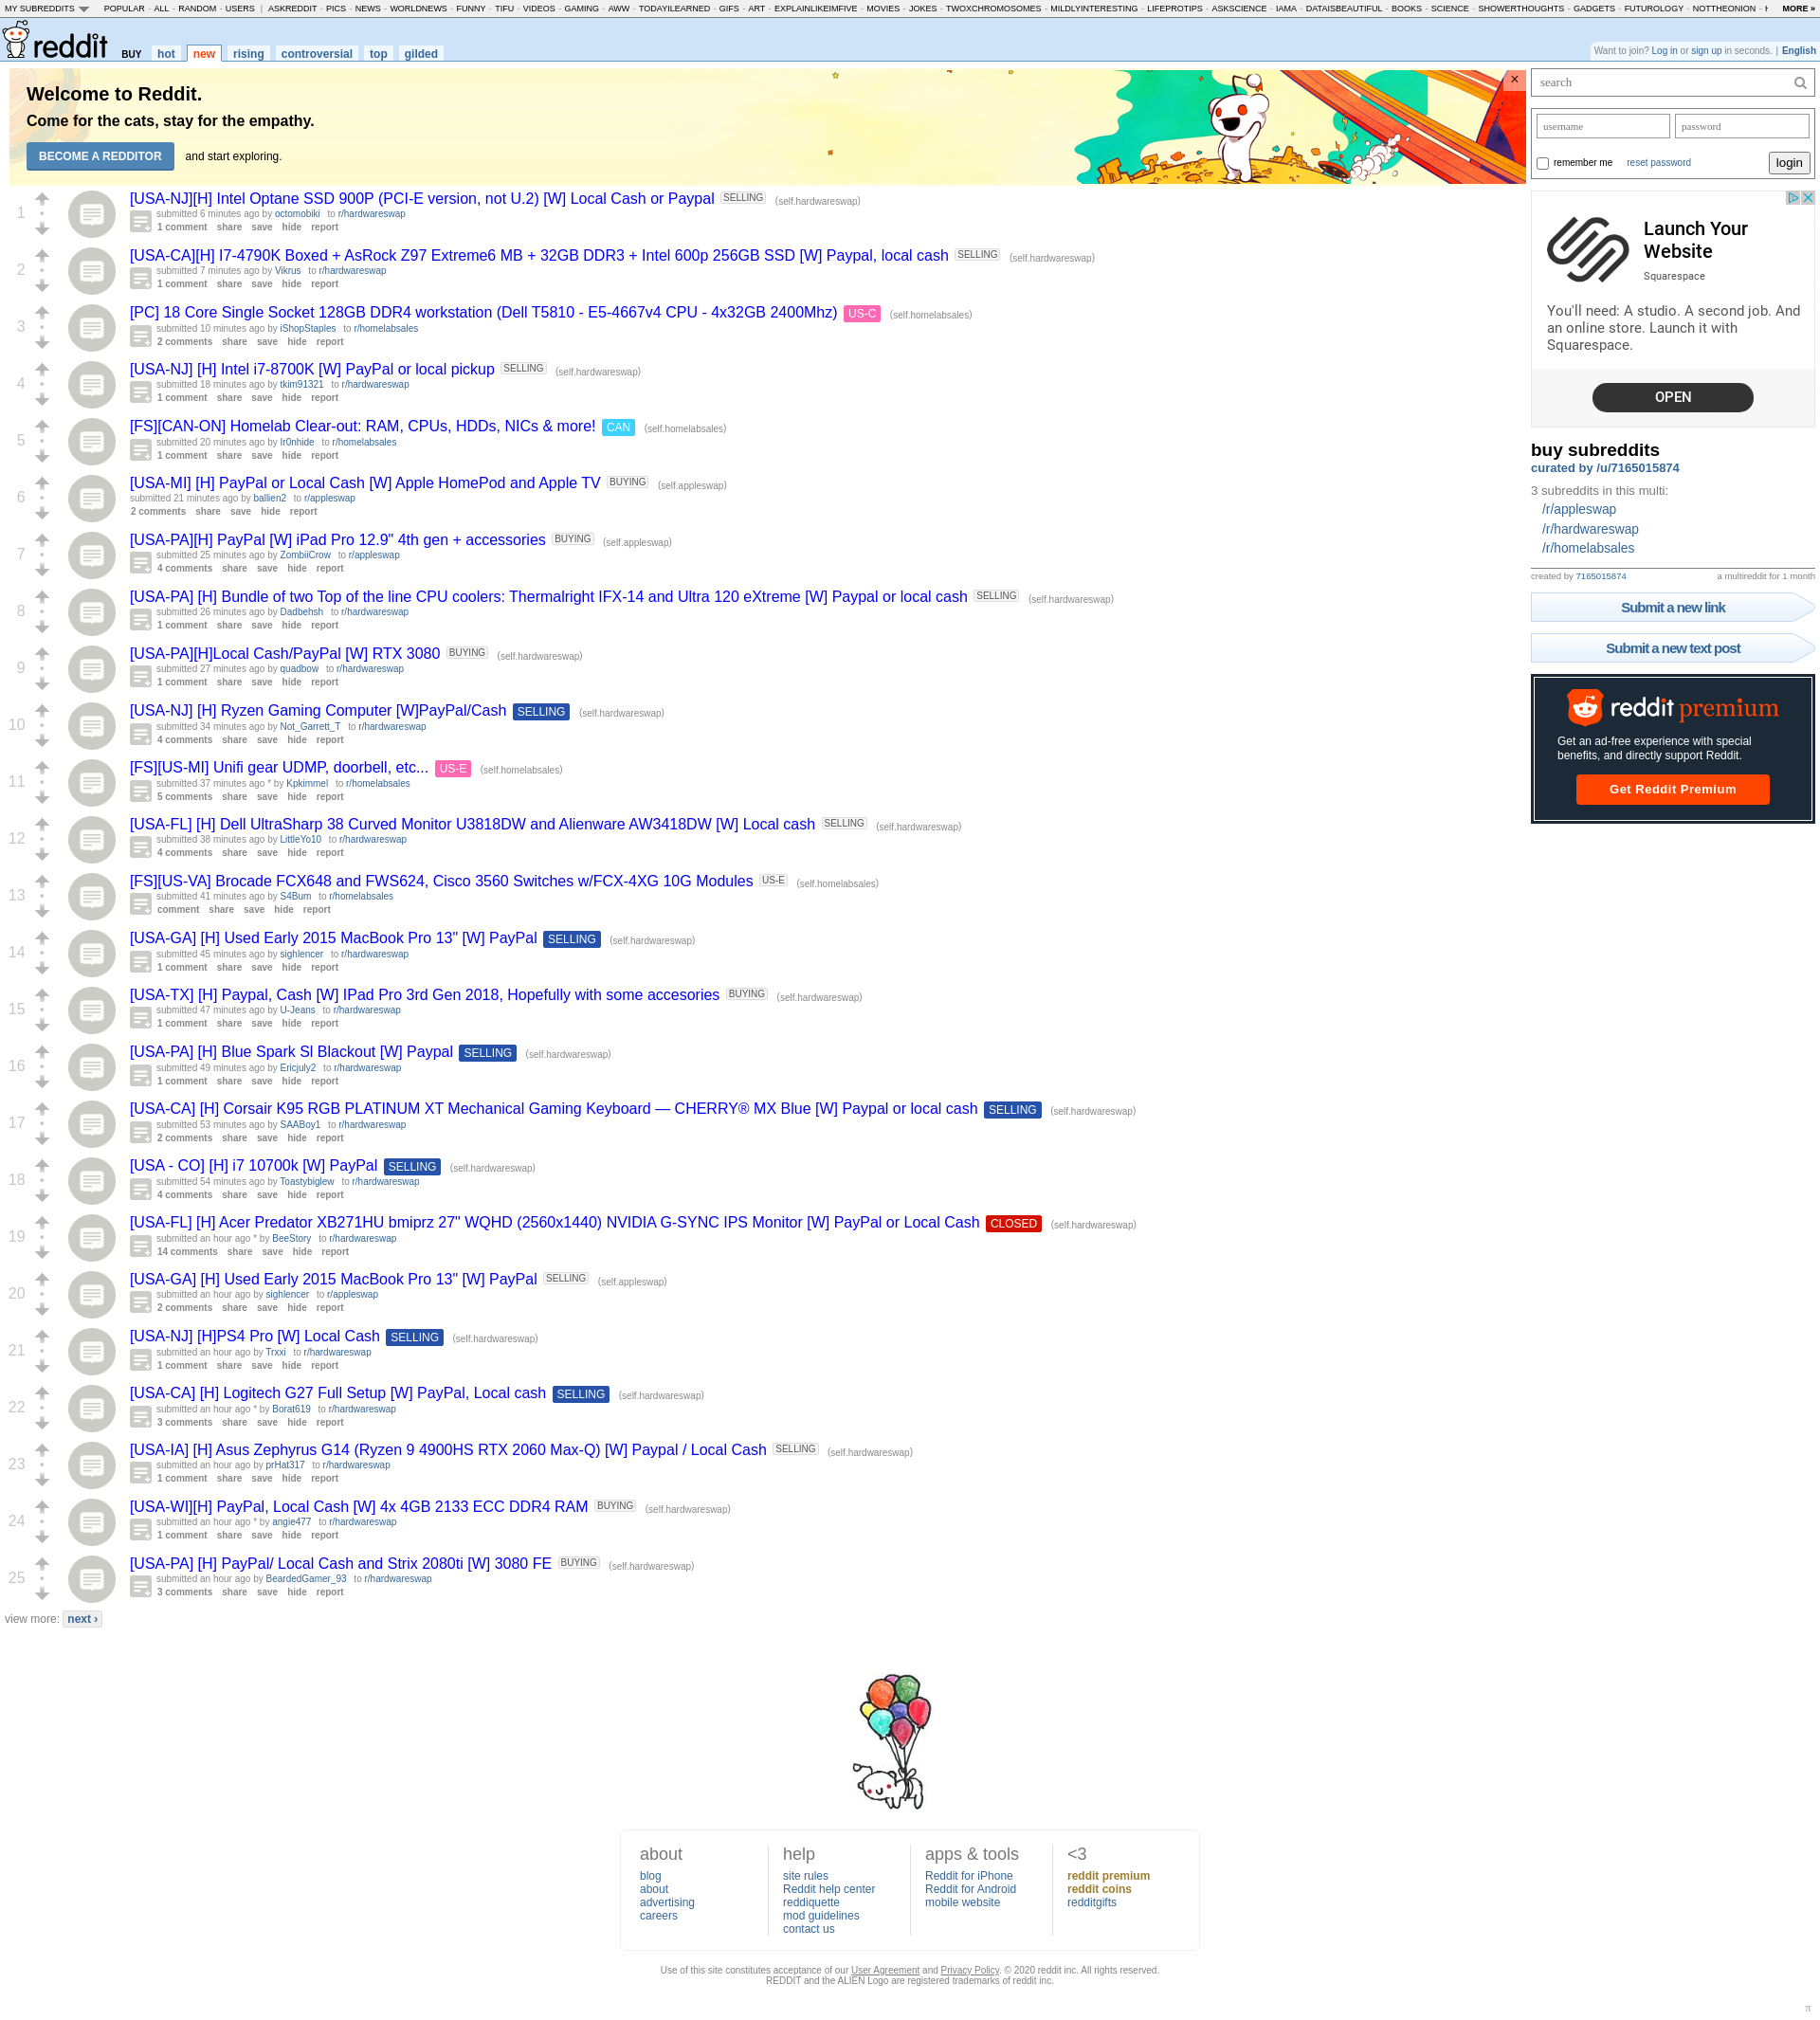 MY SUBREDDITS POPULAR - ALL - RANDOM - USERS | ASKREDDIT - PICS - NEWS - WORLDNEWS - FUNNY - TIFU - VIDEOS - GAMING - AWW - TODAYILEARNED - GIFS - ART - EXPLAINLIKEIMFIVE - MOVIES - JOKES - TWOXCHROMOSOMES - MILDLYINTERESTING - LIFEPROTIPS - ASKSCIENCE - IAMA - DATAISBEAUTIFUL - BOOKS - SCIENCE - SHOWERTHOUGHTS - GADGETS - FUTUROLOGY - NOTTHEONION - MORE »
reddit BUY hot new rising controversial top gilded
Want to join? Log in or sign up in seconds. | English
Welcome to Reddit.
Come for the cats, stay for the empathy.
BECOME A REDDITOR and start exploring.
×
1
[USA-NJ][H] Intel Optane SSD 900P (PCI-E version, not U.2) [W] Local Cash or Paypal SELLING (self.hardwareswap)
submitted 6 minutes ago by octomobiki to r/hardwareswap
1 comment share save hide report
2
[USA-CA][H] I7-4790K Boxed + AsRock Z97 Extreme6 MB + 32GB DDR3 + Intel 600p 256GB SSD [W] Paypal, local cash SELLING (self.hardwareswap)
submitted 7 minutes ago by Vikrus to r/hardwareswap
1 comment share save hide report
3
[PC] 18 Core Single Socket 128GB DDR4 workstation (Dell T5810 - E5-4667v4 CPU - 4x32GB 2400Mhz) US-C (self.homelabsales)
submitted 10 minutes ago by iShopStaples to r/homelabsales
2 comments share save hide report
4
[USA-NJ] [H] Intel i7-8700K [W] PayPal or local pickup SELLING (self.hardwareswap)
submitted 18 minutes ago by tkim91321 to r/hardwareswap
1 comment share save hide report
5
[FS][CAN-ON] Homelab Clear-out: RAM, CPUs, HDDs, NICs & more! CAN (self.homelabsales)
submitted 20 minutes ago by Ir0nhide to r/homelabsales
1 comment share save hide report
6
[USA-MI] [H] PayPal or Local Cash [W] Apple HomePod and Apple TV BUYING (self.appleswap)
submitted 21 minutes ago by ballien2 to r/appleswap
2 comments share save hide report
7
[USA-PA][H] PayPal [W] iPad Pro 12.9" 4th gen + accessories BUYING (self.appleswap)
submitted 25 minutes ago by ZombiiCrow to r/appleswap
4 comments share save hide report
8
[USA-PA] [H] Bundle of two Top of the line CPU coolers: Thermalright IFX-14 and Ultra 120 eXtreme [W] Paypal or local cash SELLING (self.hardwareswap)
submitted 26 minutes ago by Dadbehsh to r/hardwareswap
1 comment share save hide report
9
[USA-PA][H]Local Cash/PayPal [W] RTX 3080 BUYING (self.hardwareswap)
submitted 27 minutes ago by quadbow to r/hardwareswap
1 comment share save hide report
10
[USA-NJ] [H] Ryzen Gaming Computer [W]PayPal/Cash SELLING (self.hardwareswap)
submitted 34 minutes ago by Not_Garrett_T to r/hardwareswap
4 comments share save hide report
11
[FS][US-MI] Unifi gear UDMP, doorbell, etc... US-E (self.homelabsales)
submitted 37 minutes ago * by Kpkimmel to r/homelabsales
5 comments share save hide report
12
[USA-FL] [H] Dell UltraSharp 38 Curved Monitor U3818DW and Alienware AW3418DW [W] Local cash SELLING (self.hardwareswap)
submitted 38 minutes ago by LittleYo10 to r/hardwareswap
4 comments share save hide report
13
[FS][US-VA] Brocade FCX648 and FWS624, Cisco 3560 Switches w/FCX-4XG 10G Modules US-E (self.homelabsales)
submitted 41 minutes ago by S4Bum to r/homelabsales
comment share save hide report
14
[USA-GA] [H] Used Early 2015 MacBook Pro 13" [W] PayPal SELLING (self.hardwareswap)
submitted 45 minutes ago by sighlencer to r/hardwareswap
1 comment share save hide report
15
[USA-TX] [H] Paypal, Cash [W] IPad Pro 3rd Gen 2018, Hopefully with some accesories BUYING (self.hardwareswap)
submitted 47 minutes ago by U-Jeans to r/hardwareswap
1 comment share save hide report
16
[USA-PA] [H] Blue Spark Sl Blackout [W] Paypal SELLING (self.hardwareswap)
submitted 49 minutes ago by Ericjuly2 to r/hardwareswap
1 comment share save hide report
17
[USA-CA] [H] Corsair K95 RGB PLATINUM XT Mechanical Gaming Keyboard — CHERRY® MX Blue [W] Paypal or local cash SELLING (self.hardwareswap)
submitted 53 minutes ago by SAABoy1 to r/hardwareswap
2 comments share save hide report
18
[USA - CO] [H] i7 10700k [W] PayPal SELLING (self.hardwareswap)
submitted 54 minutes ago by Toastybiglew to r/hardwareswap
4 comments share save hide report
19
[USA-FL] [H] Acer Predator XB271HU bmiprz 27" WQHD (2560x1440) NVIDIA G-SYNC IPS Monitor [W] PayPal or Local Cash CLOSED (self.hardwareswap)
submitted an hour ago * by BeeStory to r/hardwareswap
14 comments share save hide report
20
[USA-GA] [H] Used Early 2015 MacBook Pro 13" [W] PayPal SELLING (self.appleswap)
submitted an hour ago by sighlencer to r/appleswap
2 comments share save hide report
21
[USA-NJ] [H]PS4 Pro [W] Local Cash SELLING (self.hardwareswap)
submitted an hour ago by Trxxi to r/hardwareswap
1 comment share save hide report
22
[USA-CA] [H] Logitech G27 Full Setup [W] PayPal, Local cash SELLING (self.hardwareswap)
submitted an hour ago * by Borat619 to r/hardwareswap
3 comments share save hide report
23
[USA-IA] [H] Asus Zephyrus G14 (Ryzen 9 4900HS RTX 2060 Max-Q) [W] Paypal / Local Cash SELLING (self.hardwareswap)
submitted an hour ago by prHat317 to r/hardwareswap
1 comment share save hide report
24
[USA-WI][H] PayPal, Local Cash [W] 4x 4GB 2133 ECC DDR4 RAM BUYING (self.hardwareswap)
submitted an hour ago * by angie477 to r/hardwareswap
1 comment share save hide report
25
[USA-PA] [H] PayPal/ Local Cash and Strix 2080ti [W] 3080 FE BUYING (self.hardwareswap)
submitted an hour ago by BeardedGamer_93 to r/hardwareswap
3 comments share save hide report
view more: next ›
search
username password
remember me reset password login
Launch Your
Website
Squarespace
You'll need: A studio. A second job. And
an online store. Launch it with
Squarespace.
OPEN
buy subreddits
curated by /u/7165015874
3 subreddits in this multi:
/r/appleswap
/r/hardwareswap
/r/homelabsales
created by 7165015874 a multireddit for 1 month
Submit a new link
Submit a new text post
reddit premium
Get an ad-free experience with special
benefits, and directly support Reddit.
Get Reddit Premium
about
blog
about
advertising
careers
help
site rules
Reddit help center
reddiquette
mod guidelines
contact us
apps & tools
Reddit for iPhone
Reddit for Android
mobile website
<3
reddit premium
reddit coins
redditgifts
Use of this site constitutes acceptance of our User Agreement and Privacy Policy. © 2020 reddit inc. All rights reserved.
REDDIT and the ALIEN Logo are registered trademarks of reddit inc.
π